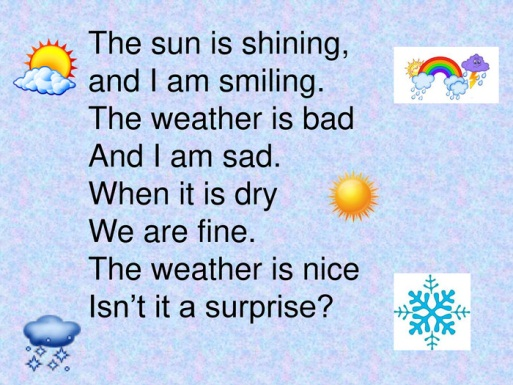 The sun is shining,
and I am smiling.
The weather is bad
And I am sad.
When it is dry
We are fine.
The weather is nice
Isn’t it a surprise?